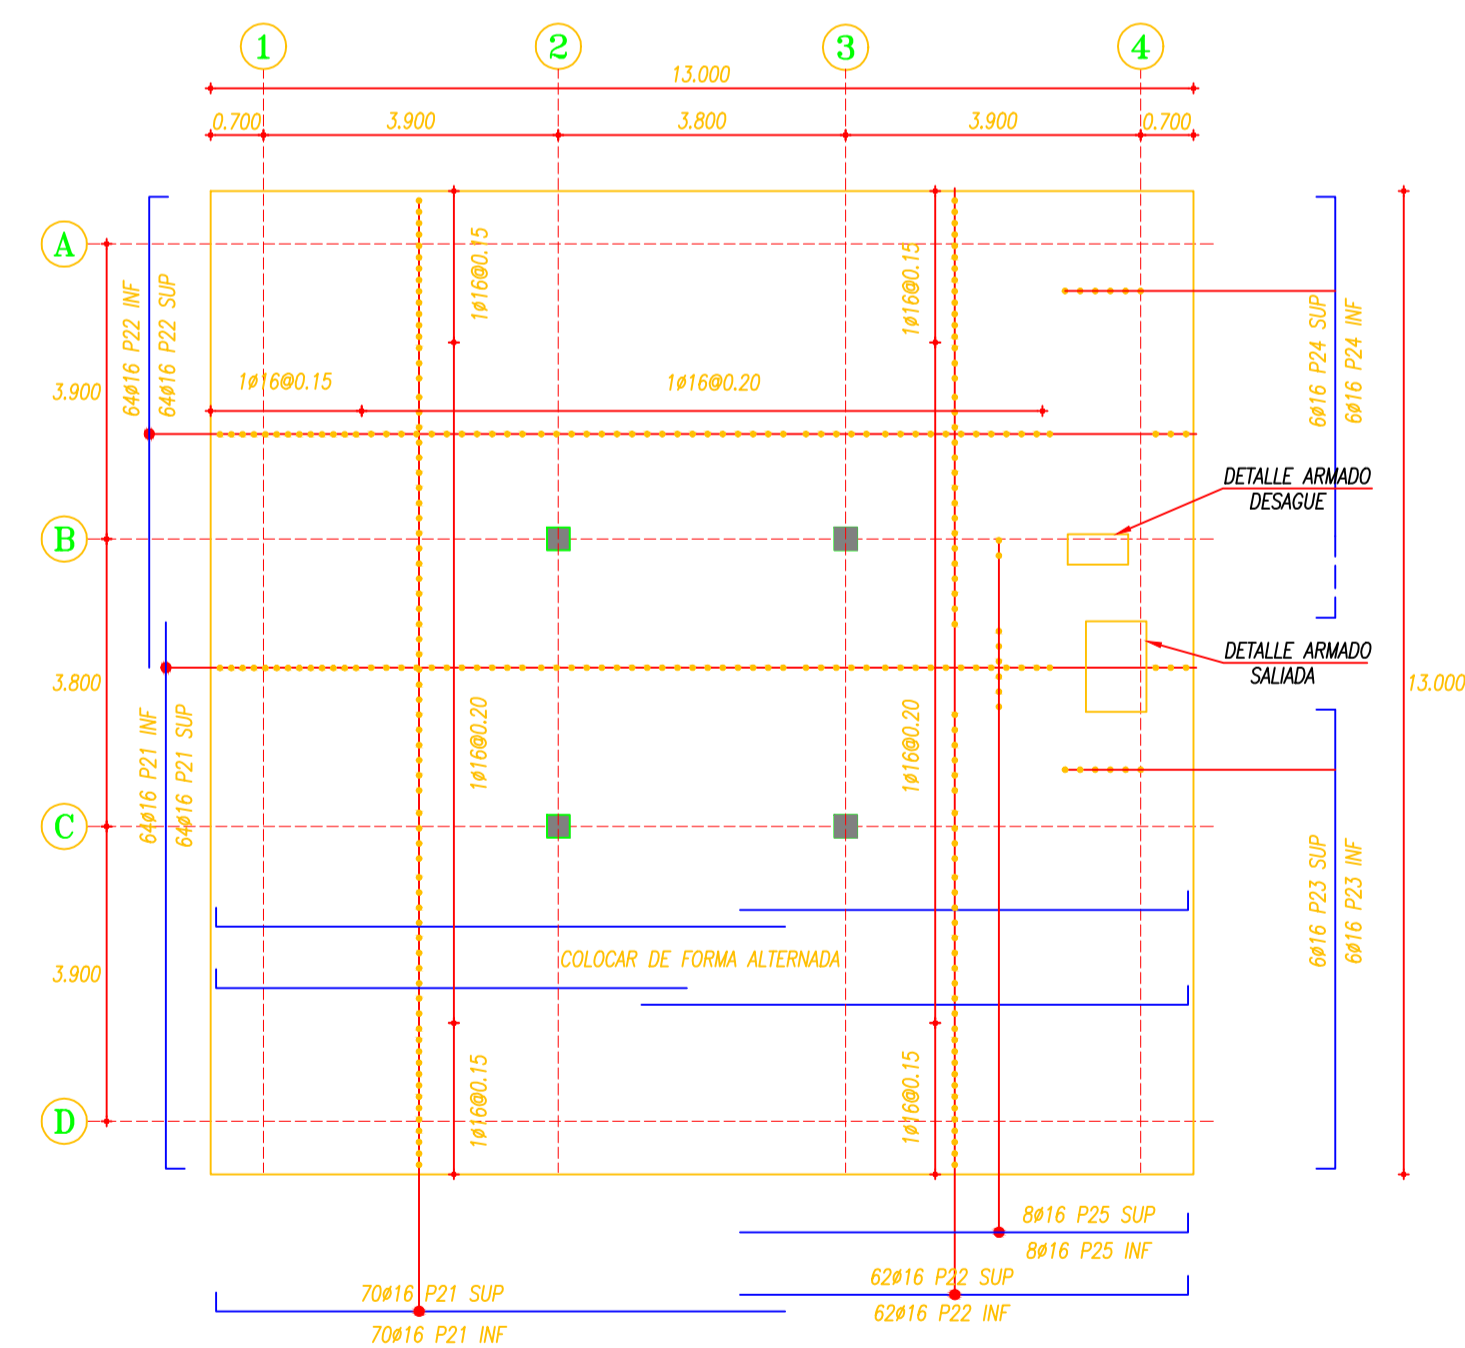 1
2
3
4
13.000
0.700
3.900
3.800
3.900
0.700
A
B
C
D
3.900
3.800
3.900
13.000
64ø16 P22 INF
64ø16 P22 SUP
64ø16 P21 INF
64ø16 P21 SUP
1ø16@0.15
1ø16@0.15
1ø16@0.15
1ø16@0.20
1ø16@0.20
1ø16@0.20
1ø16@0.15
1ø16@0.15
6ø16 P24 SUP
6ø16 P24 INF
DETALLE ARMADO
DESAGUE
DETALLE ARMADO
SALIADA
6ø16 P23 SUP
6ø16 P23 INF
COLOCAR DE FORMA ALTERNADA
8ø16 P25 SUP
8ø16 P25 INF
62ø16 P22 SUP
62ø16 P22 INF
70ø16 P21 SUP
70ø16 P21 INF